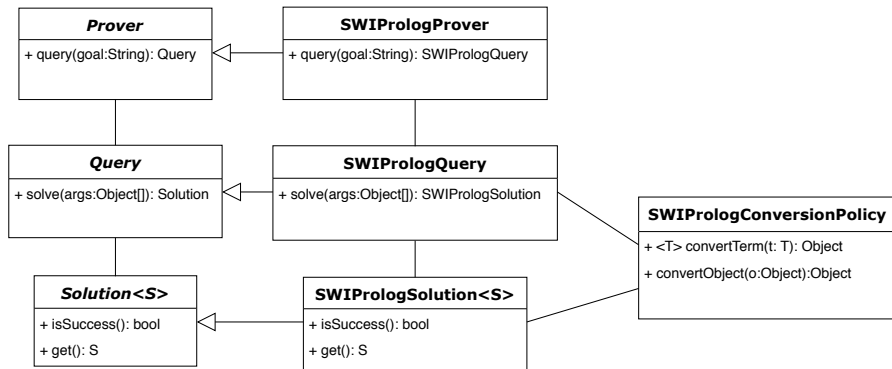 Prover
+ query(goal:String): Query
SWIPrologProver
+ query(goal:String): SWIPrologQuery
Query
+ solve(args:Object[]): Solution
SWIPrologQuery
+ solve(args:Object[]): SWIPrologSolution
SWIPrologConversionPolicy
+ <T> convertTerm(t: T): Object
+ convertObject(o:Object):Object
Solution<S>
+ isSuccess(): bool
+ get(): S
SWIPrologSolution<S>
+ isSuccess(): bool
+ get(): S